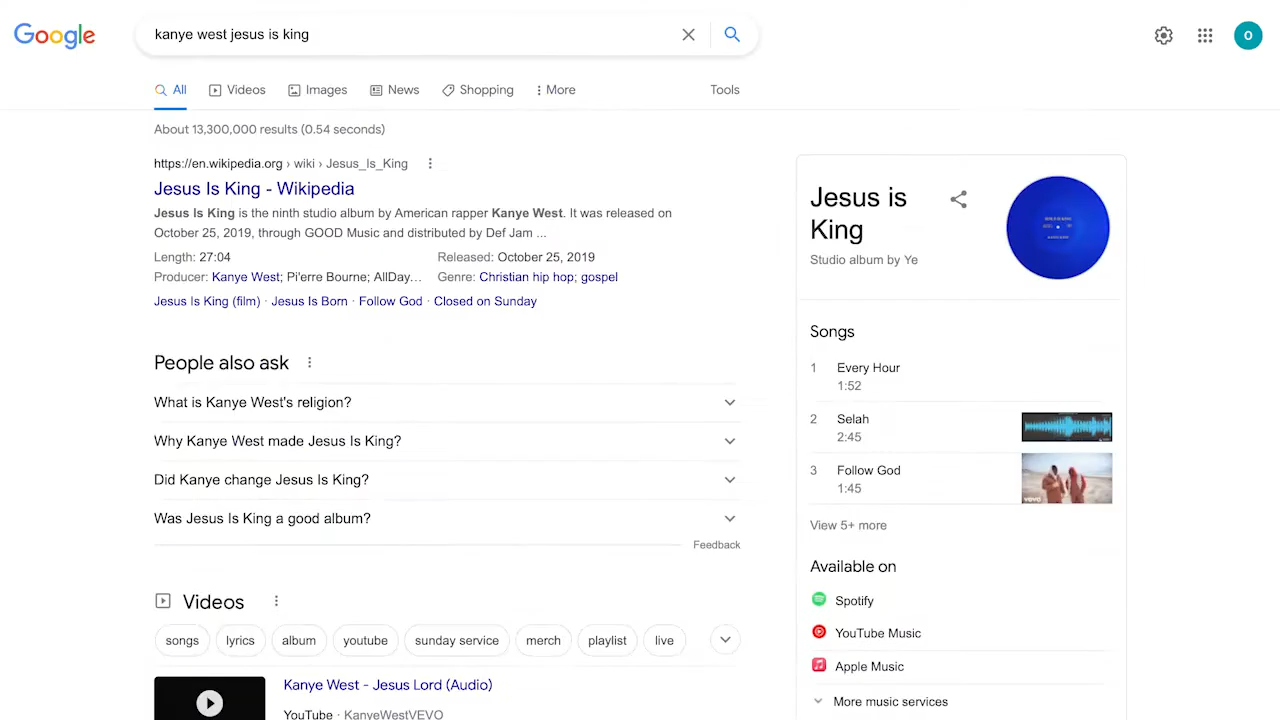 Google
kanye west jesus is king
O
All
Videos
Images
News
Shopping
More
Tools
About 13,300,000 results (0.54 seconds)
https://en.wikipedia.org › wiki › Jesus_Is_King
Jesus Is King - Wikipedia
Jesus Is King is the ninth studio album by American rapper Kanye West. It was released on
October 25, 2019, through GOOD Music and distributed by Def Jam ...
Length: 27:04
Released: October 25, 2019
Producer: Kanye West; Pi'erre Bourne; AllDay…
Genre: Christian hip hop; gospel
Jesus Is King (film) · Jesus Is Born · Follow God · Closed on Sunday
People also ask
What is Kanye West's religion?
Why Kanye West made Jesus Is King?
Did Kanye change Jesus Is King?
Was Jesus Is King a good album?
Feedback
Videos
songs
lyrics
album
youtube
sunday service
merch
playlist
live
Kanye West - Jesus Lord (Audio)
YouTube · KanyeWestVEVO
Jesus is
King
Studio album by Ye
Songs
1 Every Hour
1:52
2 Selah
2:45
3 Follow God
1:45
vevo
View 5+ more
Available on
Spotify
YouTube Music
Apple Music
More music services